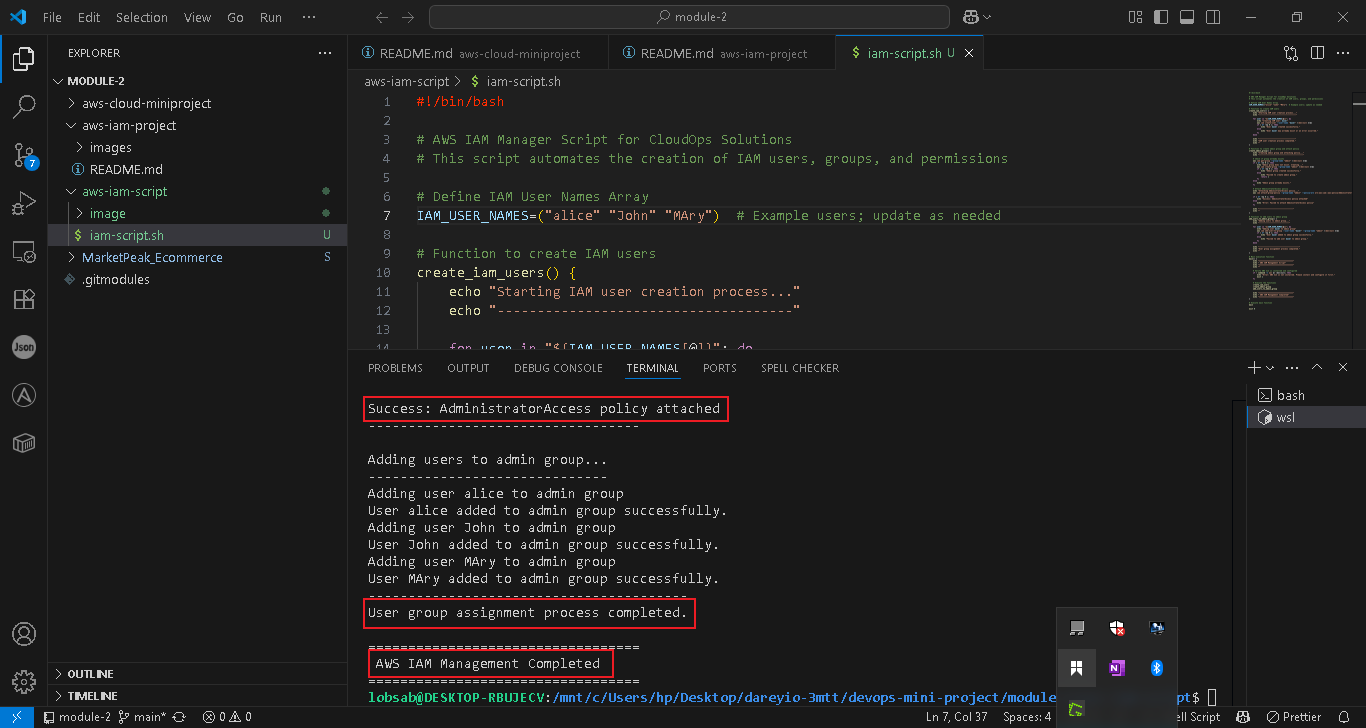 File Edit Selection View Go Run ··· module-2
EXPLORER ···
MODULE-2
aws-cloud-miniproject
aws-iam-project
images
README.md
aws-iam-script
image
$ iam-script.sh U
MarketPeak_Ecommerce S
.gitmodules
OUTLINE
TIMELINE
7
Json
README.md aws-cloud-miniproject README.md aws-iam-project $ iam-script.sh U
aws-iam-script > $ iam-script.sh
1 #!/bin/bash
2
3 # AWS IAM Manager Script for CloudOps Solutions
4 # This script automates the creation of IAM users, groups, and permissions
5
6 # Define IAM User Names Array
7 IAM_USER_NAMES=("alice" "John" "MAry") # Example users; update as needed
8
9 # Function to create IAM users
10 create_iam_users() {
11 echo "Starting IAM user creation process..."
12 echo "-------------------------------------"
13
14 for user in "${IAM_USER_NAMES[@]}"; do
PROBLEMS OUTPUT DEBUG CONSOLE TERMINAL PORTS SPELL CHECKER
bash
wsl
Success: AdministratorAccess policy attached
----------------------------------
Adding users to admin group...
------------------------------
Adding user alice to admin group
User alice added to admin group successfully.
Adding user John to admin group
User John added to admin group successfully.
Adding user MAry to admin group
User MAry added to admin group successfully.
----------------------------------------
User group assignment process completed.
==================================
AWS IAM Management Completed
==================================
lobsab@DESKTOP-RBUJECV:/mnt/c/Users/hp/Desktop/dareyio-3mtt/devops-mini-project/module pt$
module-2 main* 0 0 Ln 7, Col 37 Spaces: 4 ell Script Prettier